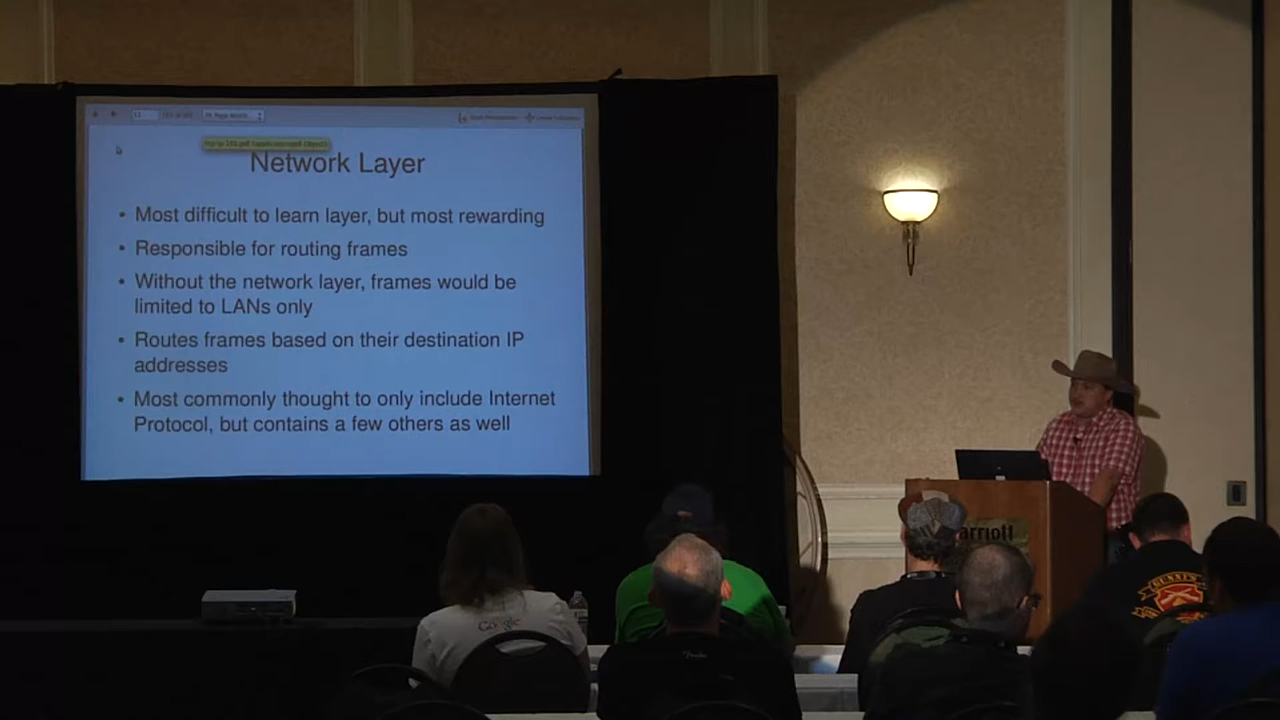 Network Layer
• Most difficult to learn layer, but most rewarding
• Responsible for routing frames
• Without the network layer, frames would be
limited to LANs only
• Routes frames based on their destination IP
addresses
• Most commonly thought to only include Internet
Protocol, but contains a few others as well
arriott
Google
Fender